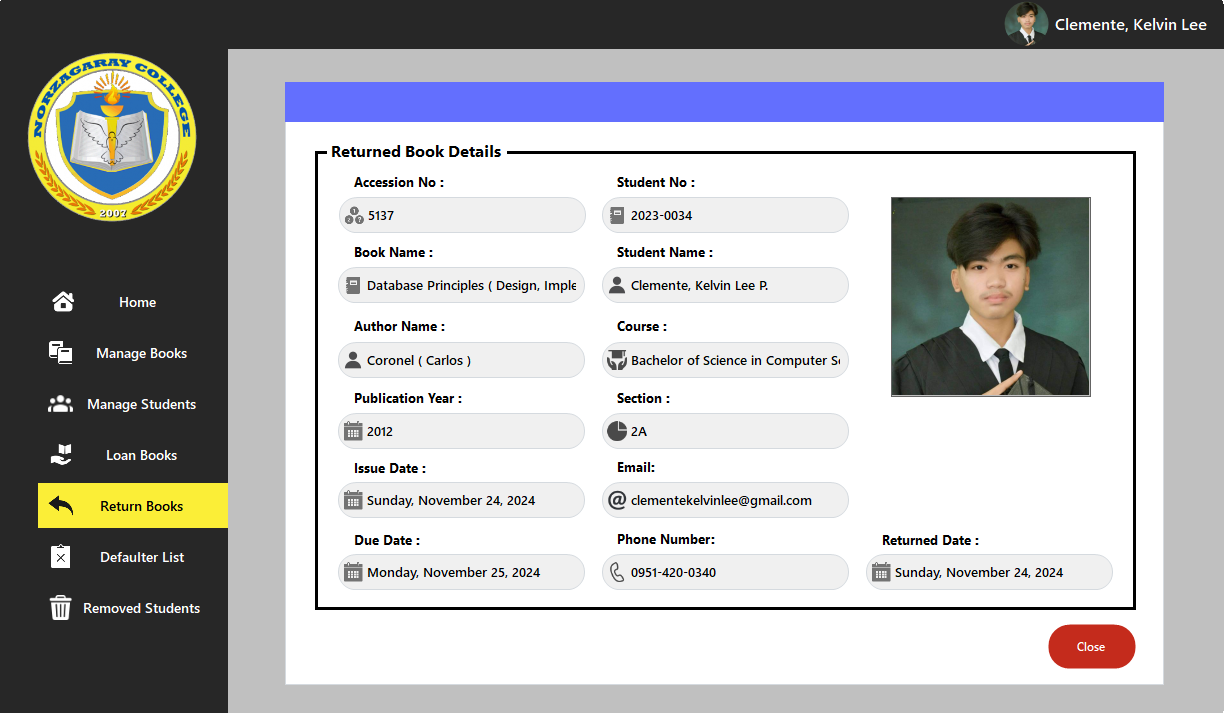 Clemente, Kelvin Lee
NORZAGARAY COLLEGE
2007
Home
Manage Books
Manage Students
Loan Books
Return Books
Defaulter List
Removed Students
Returned Book Details
Accession No :
5137
Student No :
2023-0034
Book Name :
Database Principles ( Design, Imple
Student Name :
Clemente, Kelvin Lee P.
Author Name :
Coronel ( Carlos )
Course :
Bachelor of Science in Computer S
Publication Year :
2012
Section :
2A
Issue Date :
Sunday, November 24, 2024
Email:
clementekelvinlee@gmail.com
Due Date :
Monday, November 25, 2024
Phone Number:
0951-420-0340
Returned Date :
Sunday, November 24, 2024
Close